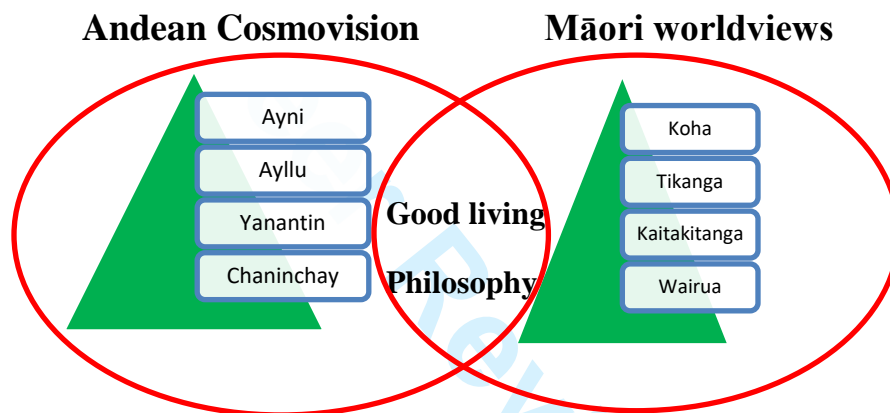 Andean Cosmovision
Māori worldviews
Ayni
Ayllu
Yanantin
Chaninchay
Good living
Philosophy
Koha
Tikanga
Kaitakitanga
Wairua